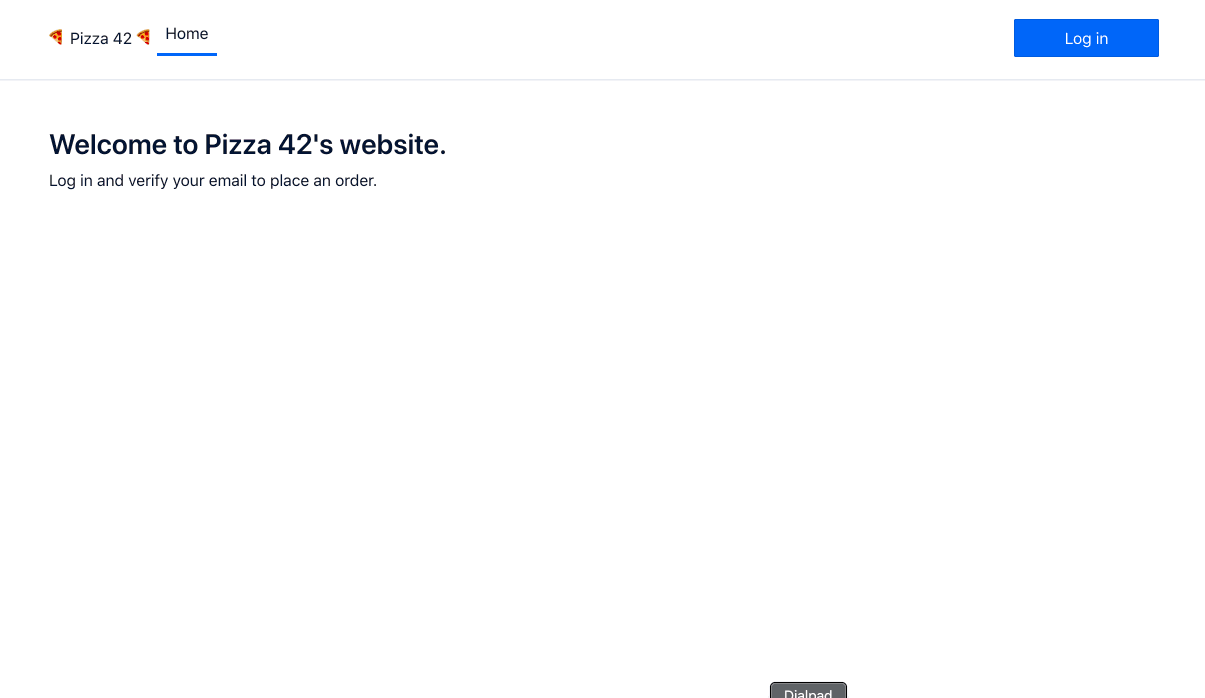 🍕 Pizza 42 🍕 Home Log in
Welcome to Pizza 42's website.
Log in and verify your email to place an order.
Dialpad